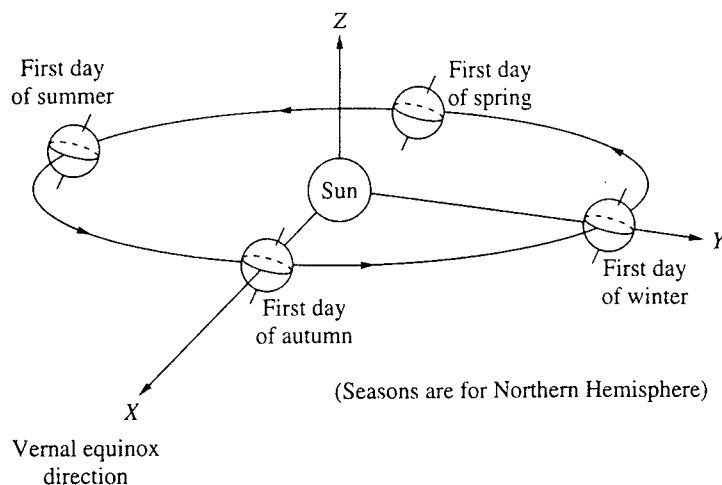 Z
First day
of summer
First day
of spring
Sun
Y
First day
of winter
First day
of autumn
(Seasons are for Northern Hemisphere)
X
Vernal equinox
direction